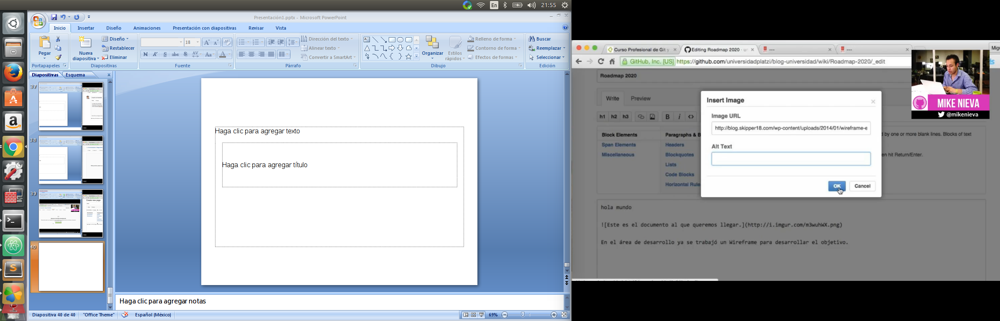 En
21:55
Presentación1.pptx - Microsoft PowerPoint
Inicio Insertar Diseño Animaciones Presentación con diapositivas Revisar Vista
Pegar
Portapapeles
Nueva diapositiva
Diseño
Restablecer
Eliminar
Diapositivas
18
N K S abc S AV Aa A
Fuente
Dirección del texto
Alinear texto
Convertir a SmartArt
Párrafo
Organizar
Estilos rápidos
Relleno de forma
Contorno de forma
Efectos de formas
Dibujo
Buscar
Reemplazar
Seleccionar
Edición
Diapositivas Esquema
37
38
39
40
Haga clic para agregar texto
Haga clic para agregar título
Haga clic para agregar notas
Diapositiva 40 de 40 "Office Theme" Español (México) 69%
Curso Profesional de Git y
Editing Roadmap 2020 · un
---
---
Migu
GitHub, Inc. [US] https://github.com/universidadplatzi/blog-universidad/wiki/Roadmap-2020/_edit
Roadmap 2020
Write Preview
h1 h2 h3 B i <>
Block Elements
Span Elements
Miscellaneous
Paragraphs & B
Headers
Blockquotes
Lists
Code Blocks
Horizontal Rule
d by one or more blank lines. Blocks of text
en hit Return/Enter.
Insert Image
Image URL
http://blog.skipper18.com/wp-content/uploads/2014/01/wireframe-e
Alt Text
OK Cancel
MIKE NIEVA
@mikenieva
hola mundo
![Este es el documento al que queremos llegar.](http://i.imgur.com/m3wuhWX.png)
En el área de desarrollo ya se trabajó un Wireframe para desarrollar el objetivo.